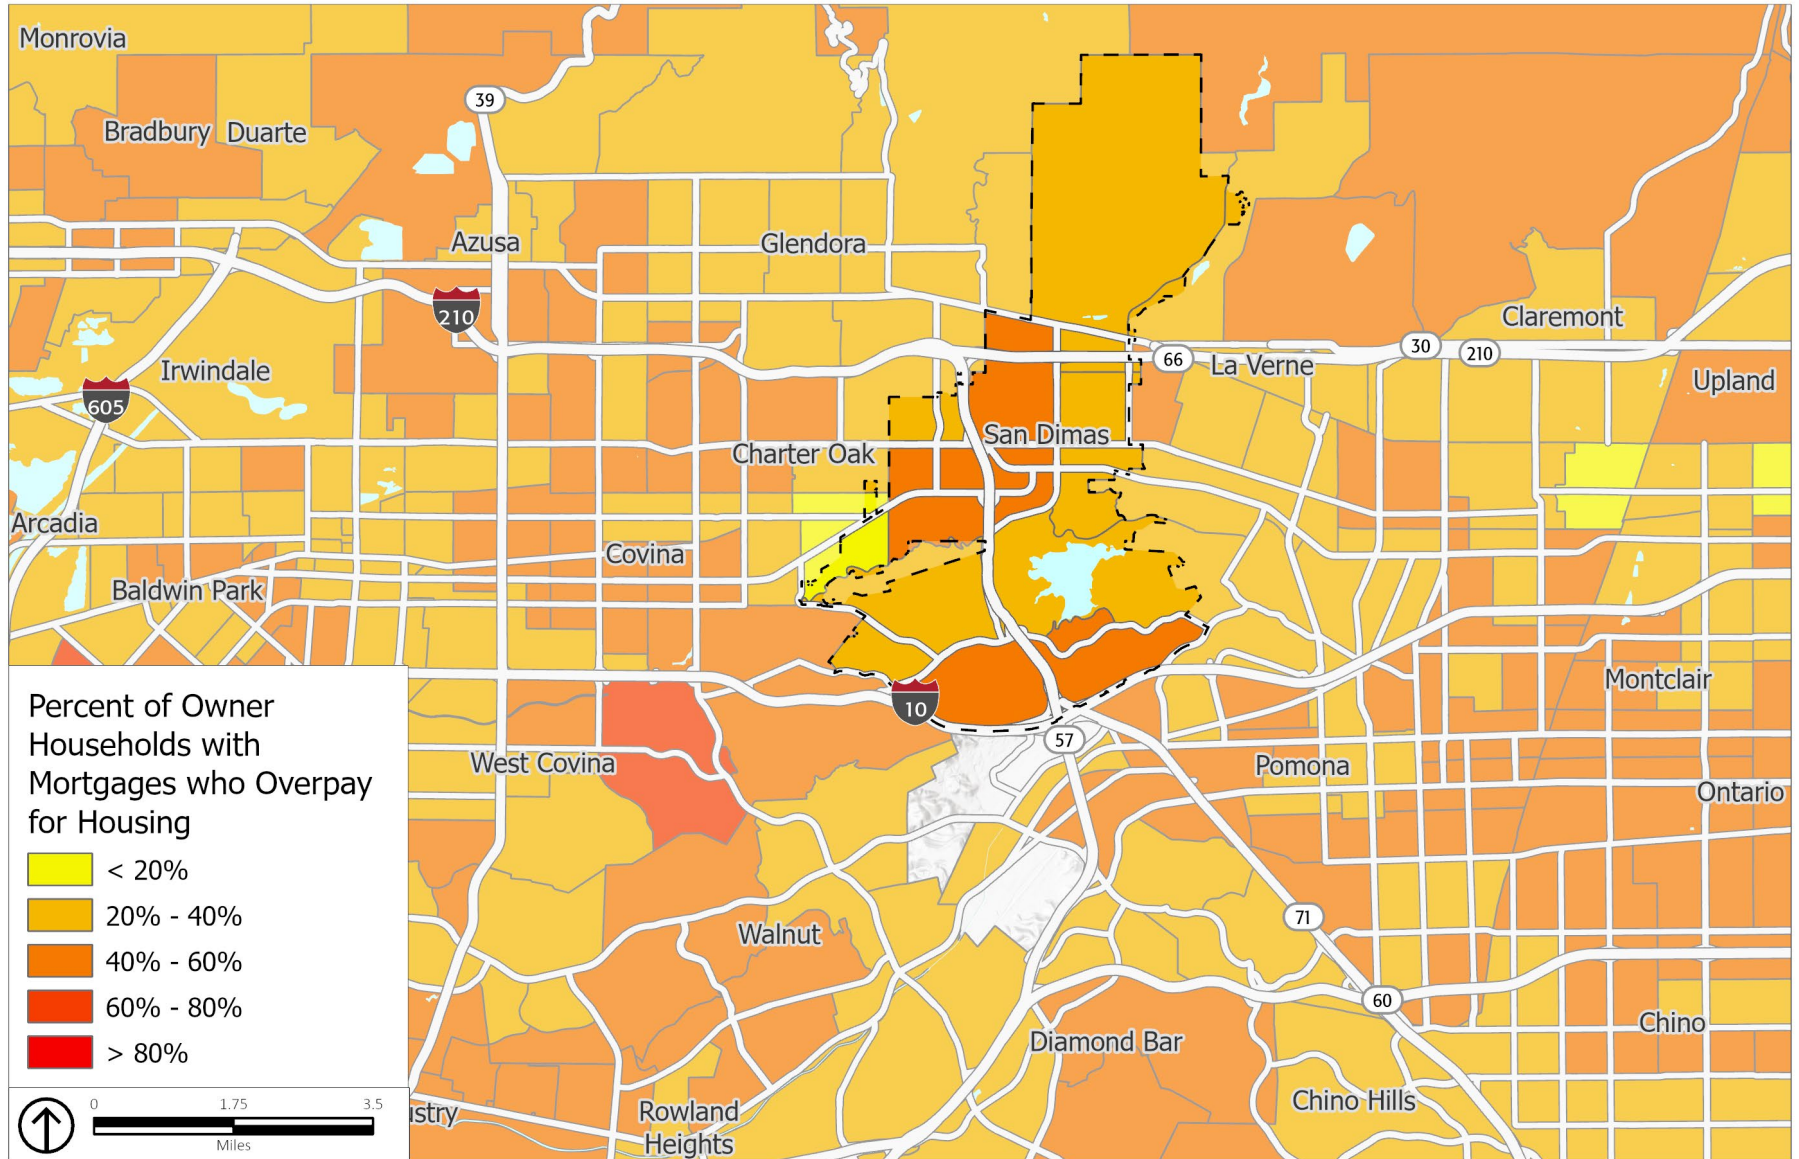 Monrovia
39
Bradbury Duarte
Azusa
Glendora
210
Claremont
30
210
66
La Verne
Irwindale
605
Upland
San Dimas
Charter Oak
Arcadia
Covina
Baldwin Park
10
57
Montclair
West Covina
Pomona
Ontario
Walnut
71
60
Chino
Diamond Bar
Chino Hills
Rowland
Heights
ustry
Percent of Owner
Households with
Mortgages who Overpay
for Housing
< 20%
20% - 40%
40% - 60%
60% - 80%
> 80%
0 1.75 3.5
Miles